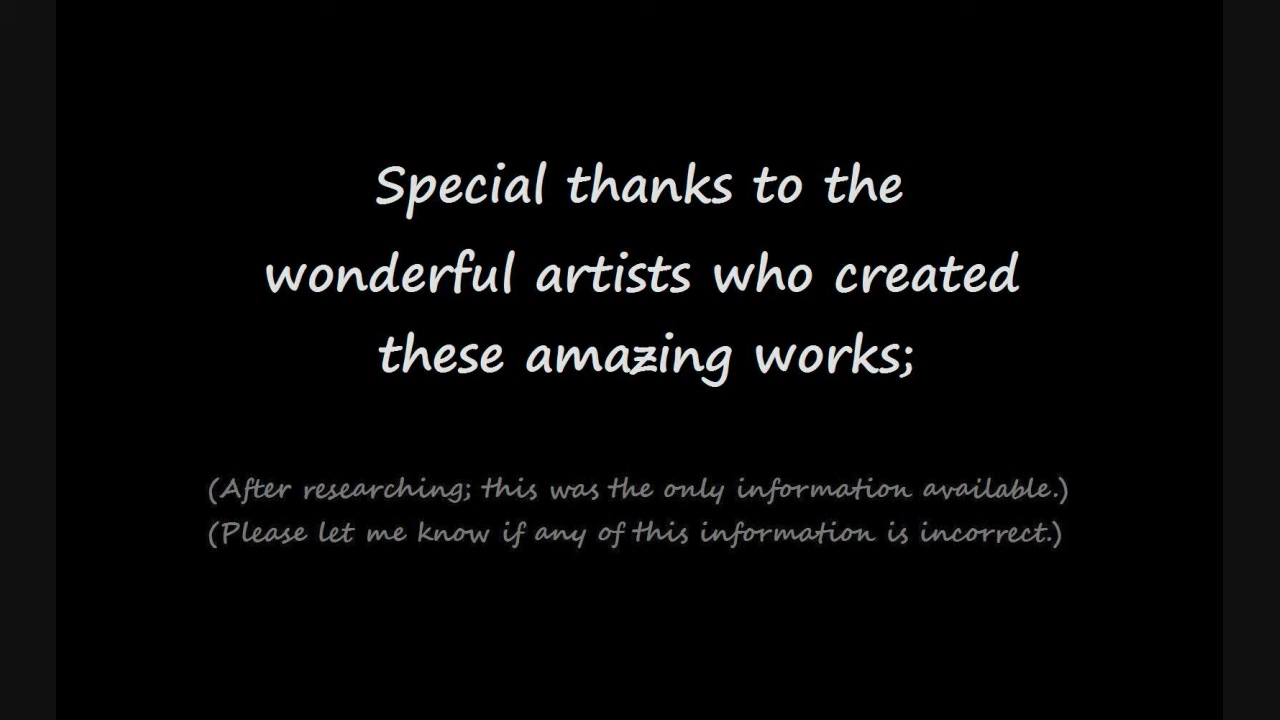 Special thanks to the
wonderful artists who created
these amazing works;
(After researching; this was the only information available.)
(Please let me know if any of this information is incorrect.)